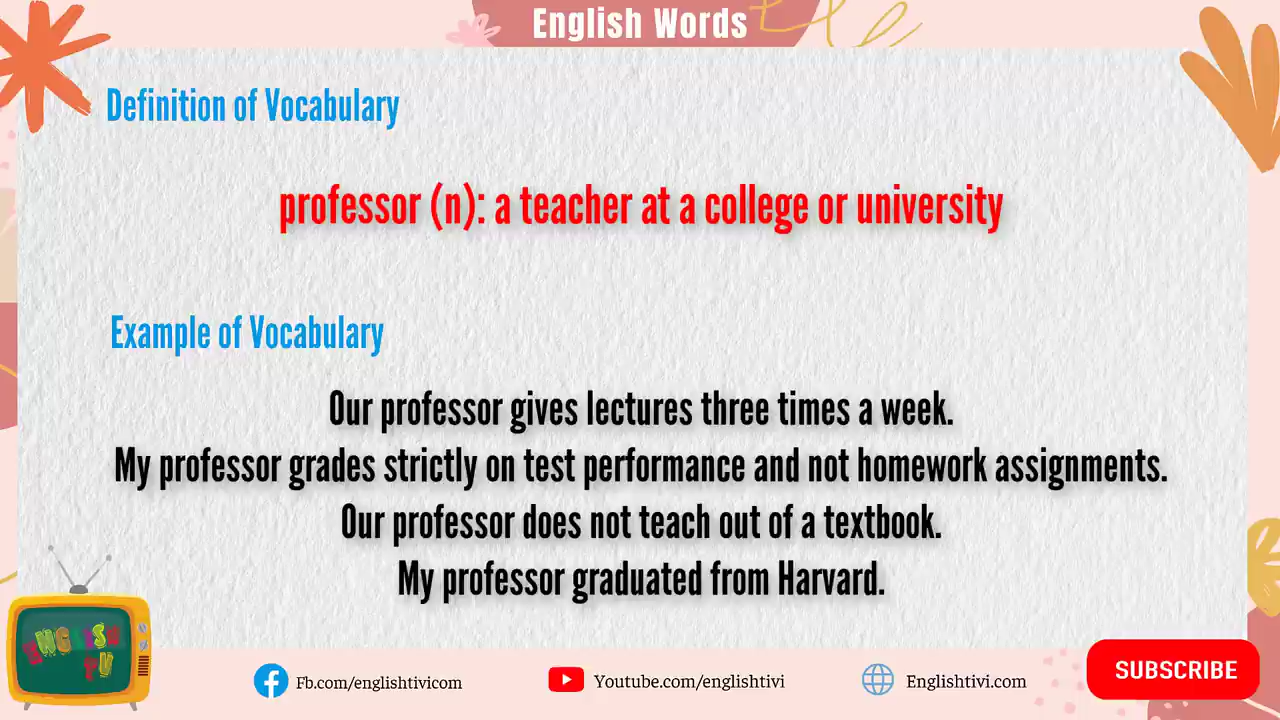 English Words
Definition of Vocabulary
professor (n): a teacher at a college or university
Example of Vocabulary
Our professor gives lectures three times a week.
My professor grades strictly on test performance and not homework assignments.
Our professor does not teach out of a textbook.
My professor graduated from Harvard.
ENGLISH
TV
Fb.com/englishtivicom
Youtube.com/englishtivi
Englishtivi.com
SUBSCRIBE